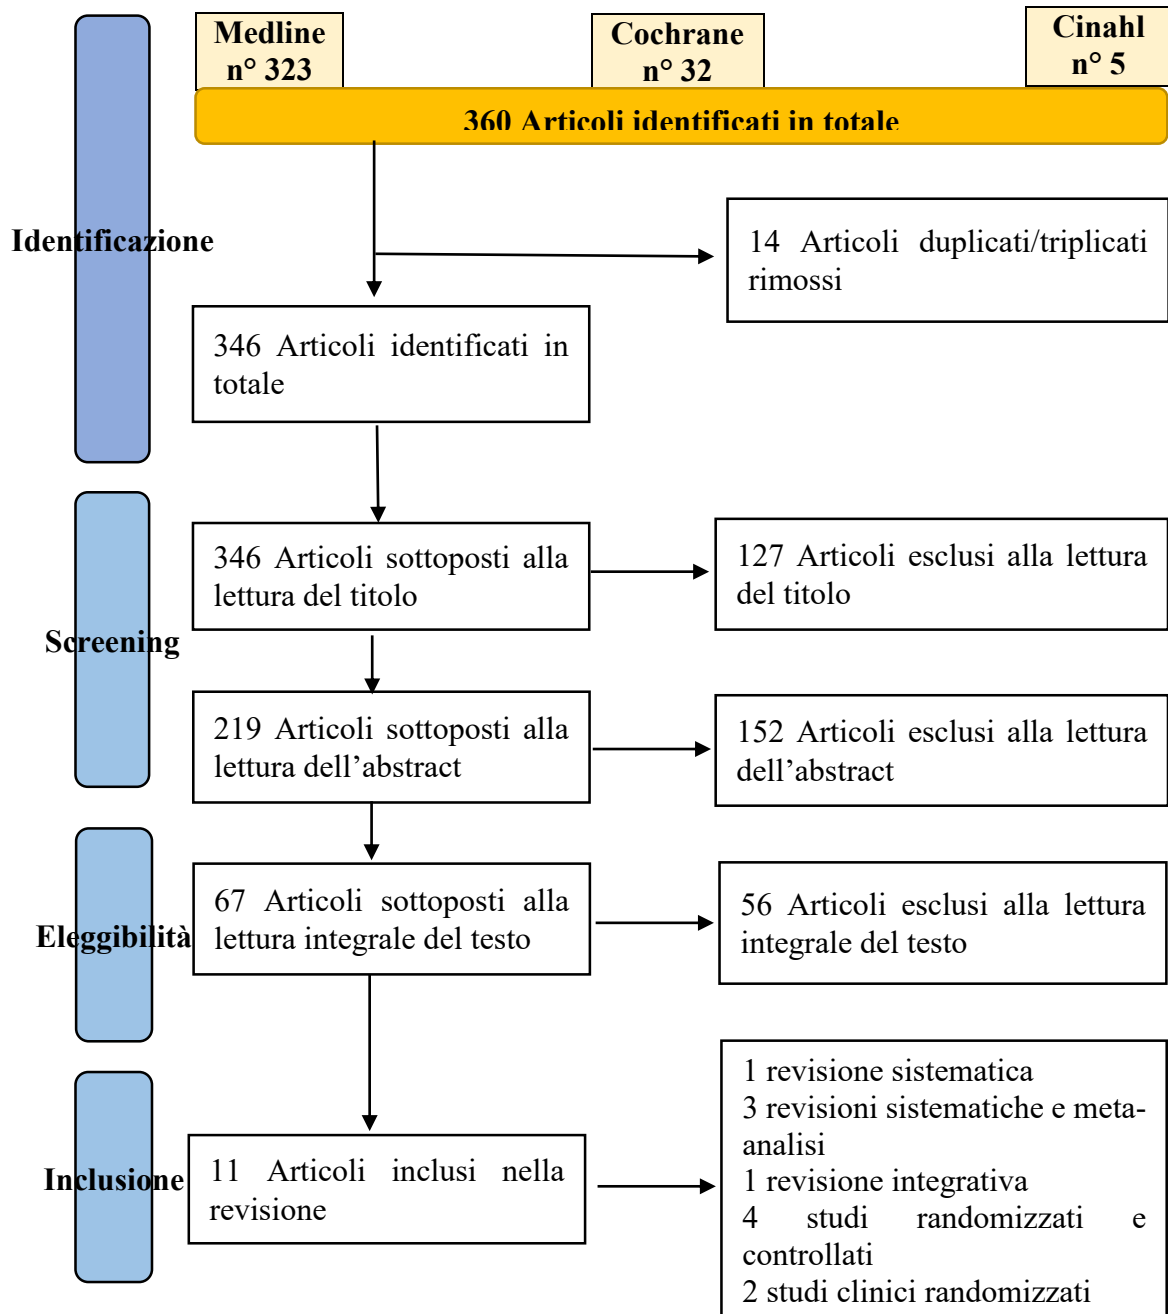 Medline
n° 323
Cochrane
n° 32
Cinahl
n° 5
360 Articoli identificati in totale
Identificazione
14 Articoli duplicati/triplicati
rimossi
346 Articoli identificati in
totale
Screening
346 Articoli sottoposti alla
lettura del titolo
127 Articoli esclusi alla lettura
del titolo
219 Articoli sottoposti alla
lettura dell’abstract
152 Articoli esclusi alla lettura
dell’abstract
Eleggibilità
67 Articoli sottoposti alla
lettura integrale del testo
56 Articoli esclusi alla lettura
integrale del testo
Inclusione
11 Articoli inclusi nella
revisione
1 revisione sistematica
3 revisioni sistematiche e meta-
analisi
1 revisione integrativa
4 studi randomizzati e
controllati
2 studi clinici randomizzati